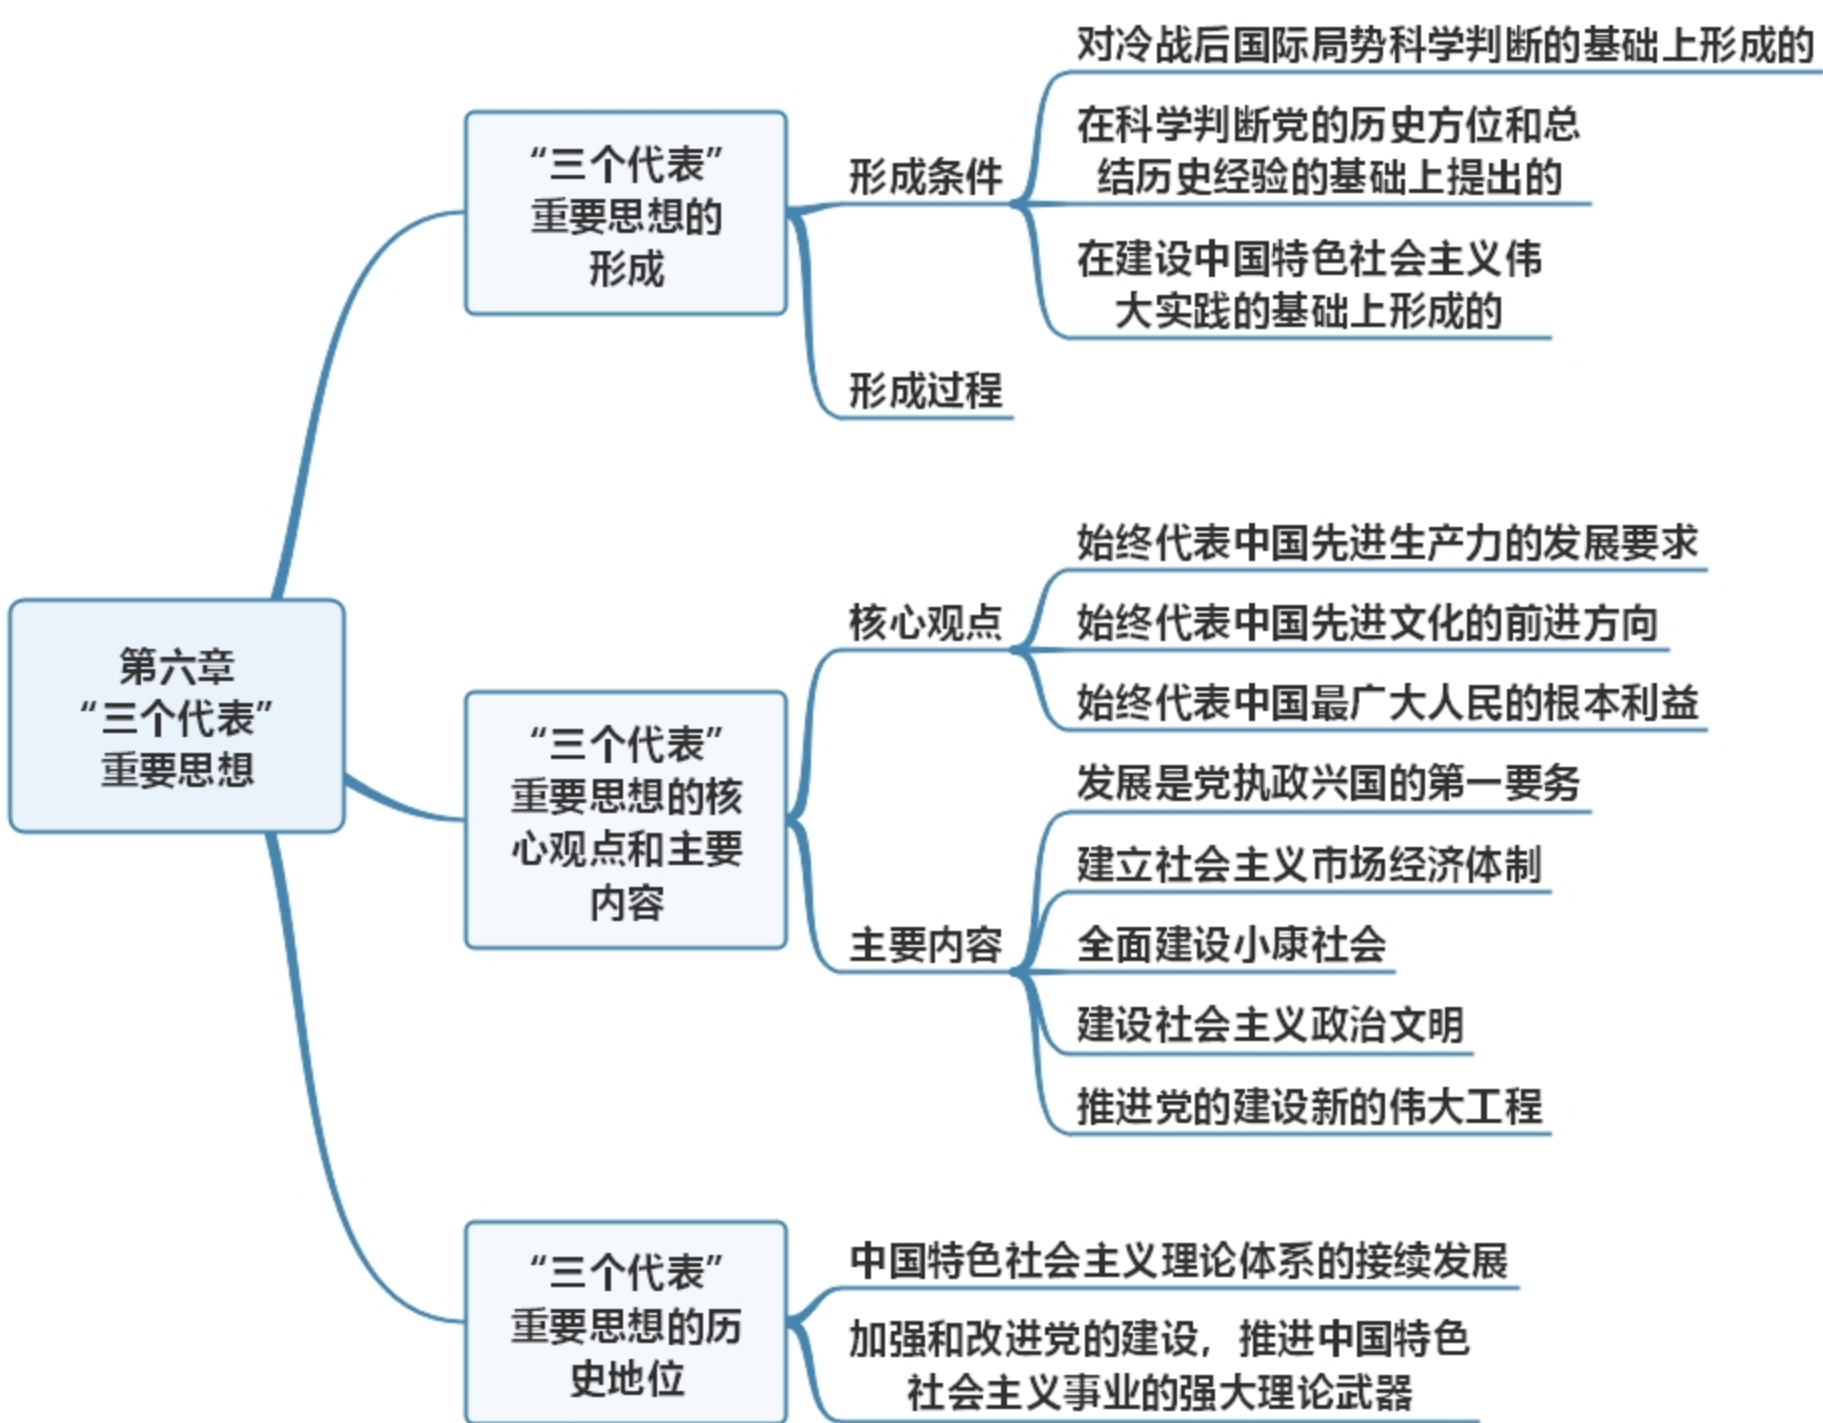 第六章
“三个代表”
重要思想
“三个代表”
重要思想的
形成
形成条件
对冷战后国际局势科学判断的基础上形成的
在科学判断党的历史方位和总
结历史经验的基础上提出的
在建设中国特色社会主义伟
大实践的基础上形成的
形成过程
“三个代表”
重要思想的核
心观点和主要
内容
核心观点
始终代表中国先进生产力的发展要求
始终代表中国先进文化的前进方向
始终代表中国最广大人民的根本利益
主要内容
发展是党执政兴国的第一要务
建立社会主义市场经济体制
全面建设小康社会
建设社会主义政治文明
推进党的建设新的伟大工程
“三个代表”
重要思想的历
史地位
中国特色社会主义理论体系的接续发展
加强和改进党的建设，推进中国特色
社会主义事业的强大理论武器